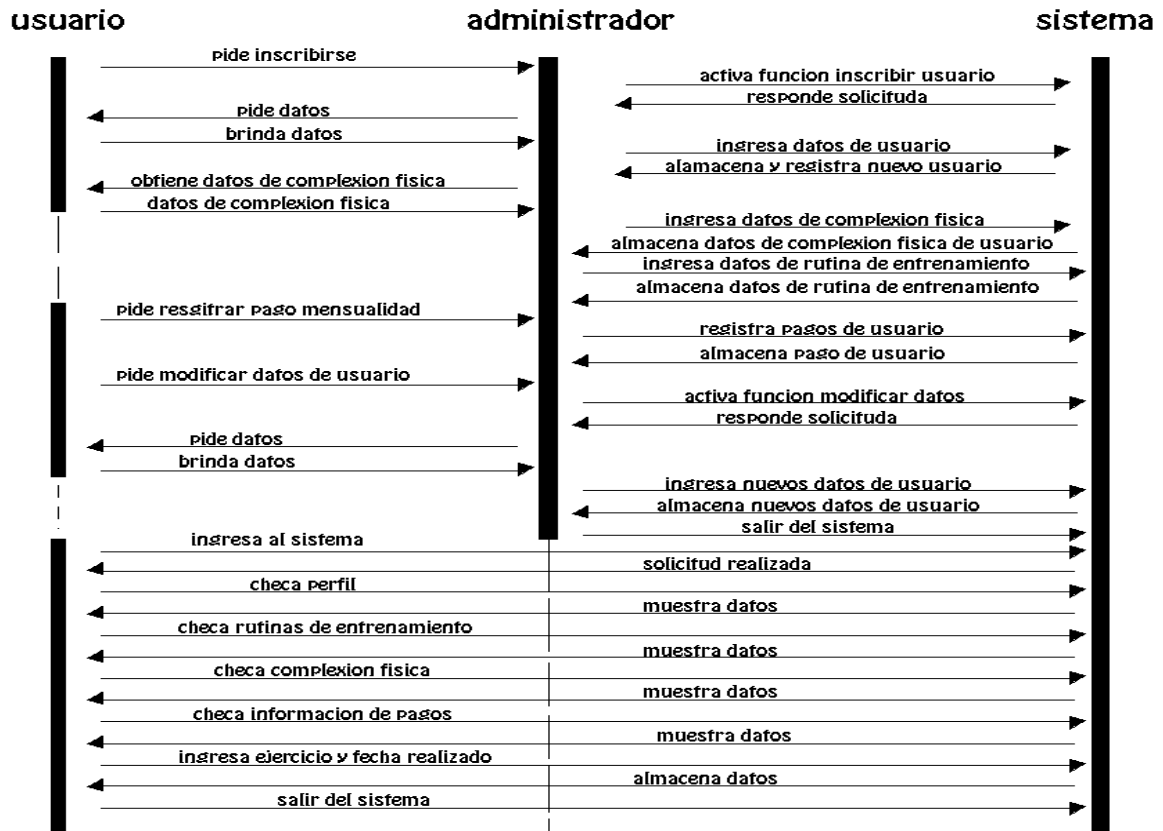 usuario administrador sistema
pide inscribirse
activa funcion inscribir usuario
responde solicituda
pide datos
brinda datos
ingresa datos de usuario
alamacena y registra nuevo usuario
obtiene datos de complexion fisica
datos de complexion fisica
ingresa datos de complexion fisica
almacena datos de complexion fisica de usuario
ingresa datos de rutina de entrenamiento
almacena datos de rutina de entrenamiento
pide resgitrar pago mensualidad
registra pagos de usuario
almacena pago de usuario
pide modificar datos de usuario
activa funcion modificar datos
responde solicituda
pide datos
brinda datos
ingresa nuevos datos de usuario
almacena nuevos datos de usuario
salir del sistema
ingresa al sistema
solicitud realizada
checa perfil
muestra datos
checa rutinas de entrenamiento
muestra datos
checa complexion fisica
muestra datos
checa informacion de pagos
muestra datos
ingresa ejercicio y fecha realizado
almacena datos
salir del sistema